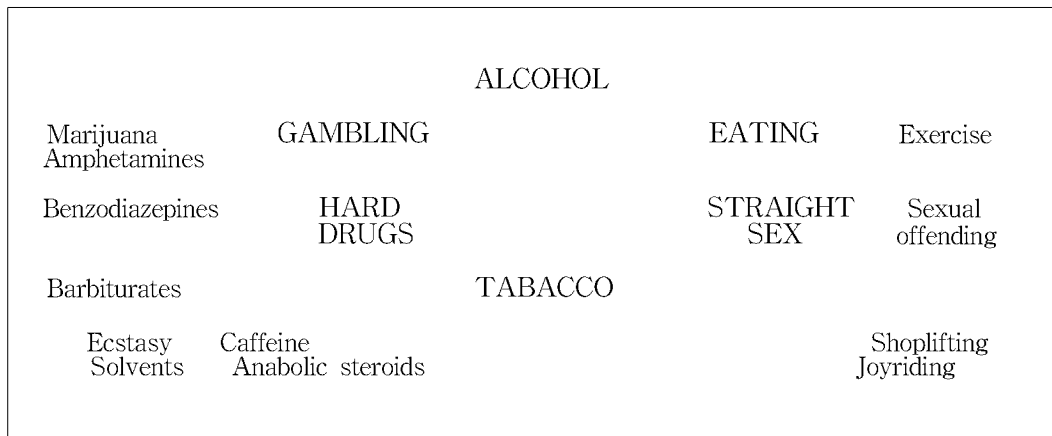 ALCOHOL
Marijuana GAMBLING EATING Exercise
Amphetamines
Benzodiazepines HARD STRAIGHT Sexual
DRUGS SEX offending
Barbiturates TABACCO
Ecstasy Caffeine Shoplifting
Solvents Anabolic steroids Joyriding